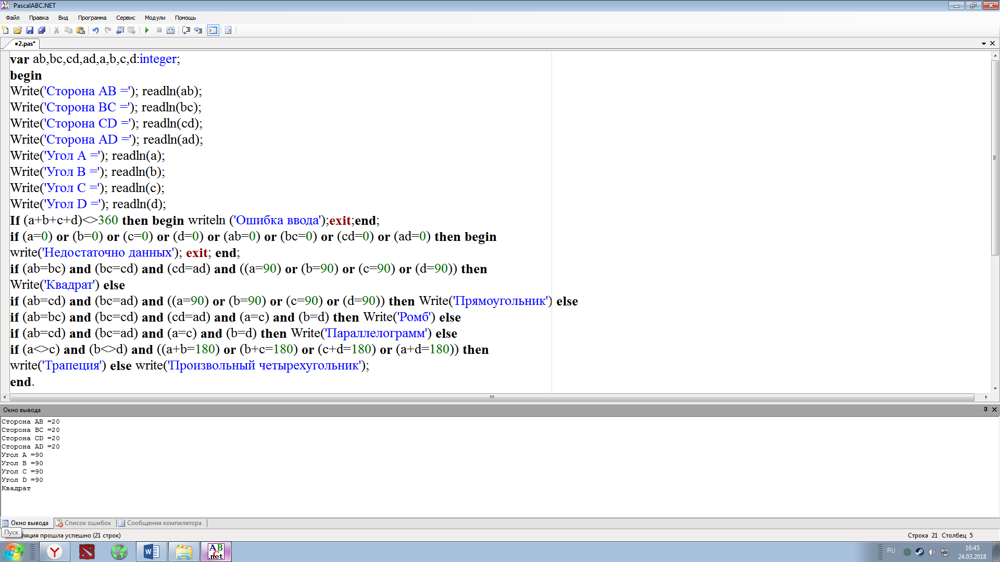 PascalABC.NET
Файл Правка Вид Программа Сервис Модули Помощь
•2.pas*
var ab,bc,cd,ad,a,b,c,d:integer;
begin
Write('Сторона AB ='); readln(ab);
Write('Сторона BC ='); readln(bc);
Write('Сторона CD ='); readln(cd);
Write('Сторона AD ='); readln(ad);
Write('Угол A ='); readln(a);
Write('Угол B ='); readln(b);
Write('Угол C ='); readln(c);
Write('Угол D ='); readln(d);
If (a+b+c+d)<>360 then begin writeln ('Ошибка ввода');exit;end;
if (a=0) or (b=0) or (c=0) or (d=0) or (ab=0) or (bc=0) or (cd=0) or (ad=0) then begin
write('Недостаточно данных'); exit; end;
if (ab=bc) and (bc=cd) and (cd=ad) and ((a=90) or (b=90) or (c=90) or (d=90)) then
Write('Квадрат') else
if (ab=cd) and (bc=ad) and ((a=90) or (b=90) or (c=90) or (d=90)) then Write('Прямоугольник') else
if (ab=bc) and (bc=cd) and (cd=ad) and (a=c) and (b=d) then Write('Ромб') else
if (ab=cd) and (bc=ad) and (a=c) and (b=d) then Write('Параллелограмм') else
if (a<>c) and (b<>d) and ((a+b=180) or (b+c=180) or (c+d=180) or (a+d=180)) then
write('Трапеция') else write('Произвольный четырехугольник');
end.
Окно вывода
Сторона AB =20
Сторона BC =20
Сторона CD =20
Сторона AD =20
Угол A =90
Угол B =90
Угол C =90
Угол D =90
Квадрат
Окно вывода Список ошибок Сообщения компилятора
Пуск
ляция прошла успешно (21 строк)
Строка 21 Столбец 5
RU
16:45
24.03.2018